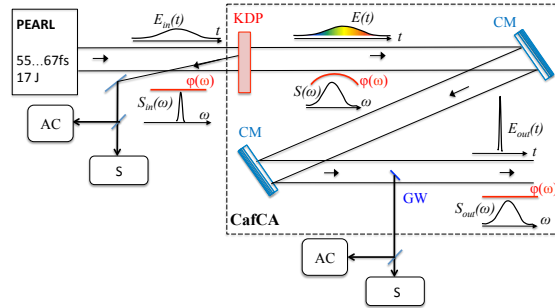 PEARL
55...67fs
17 J
E_in(t)
t
KDP
E(t)
t
CM
S_in(ω)
φ(ω)
ω
S(ω)
φ(ω)
ω
AC
S
CM
E_out(t)
t
GW
φ(ω)
S_out(ω)
ω
CafCA
AC
S